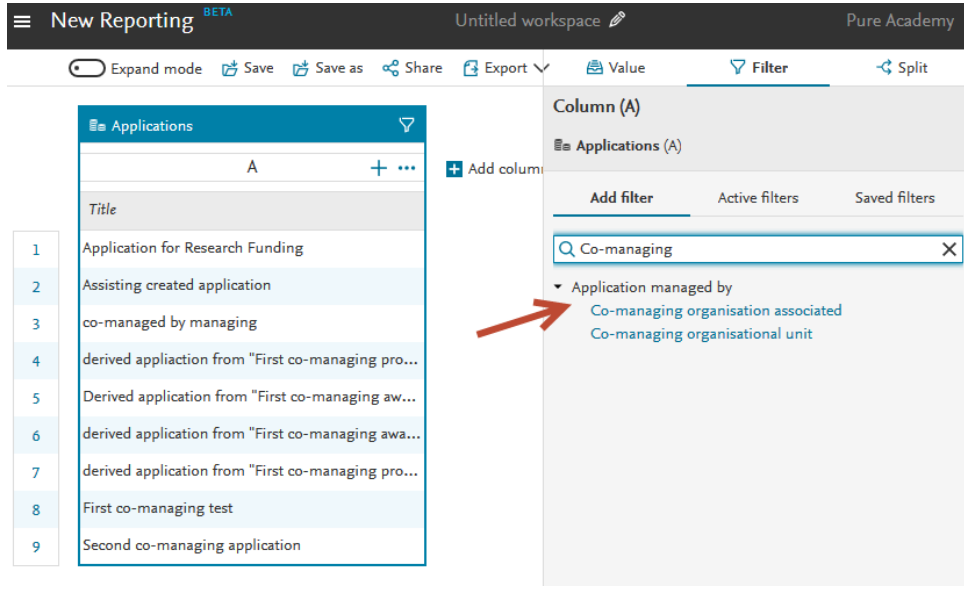 New Reporting BETA
Untitled workspace
Pure Academy
Expand mode
Save
Save as
Share
Export
Value
Filter
Split
Applications
A
Title
1 Application for Research Funding
2 Assisting created application
3 co-managed by managing
4 derived appliaction from "First co-managing pro...
5 Derived application from "First co-managing aw...
6 derived application from "First co-managing awa...
7 derived application from "First co-managing pro...
8 First co-managing test
9 Second co-managing application
Add colum
Column (A)
Applications (A)
Add filter
Active filters
Saved filters
Co-managing
Application managed by
Co-managing organisation associated
Co-managing organisational unit